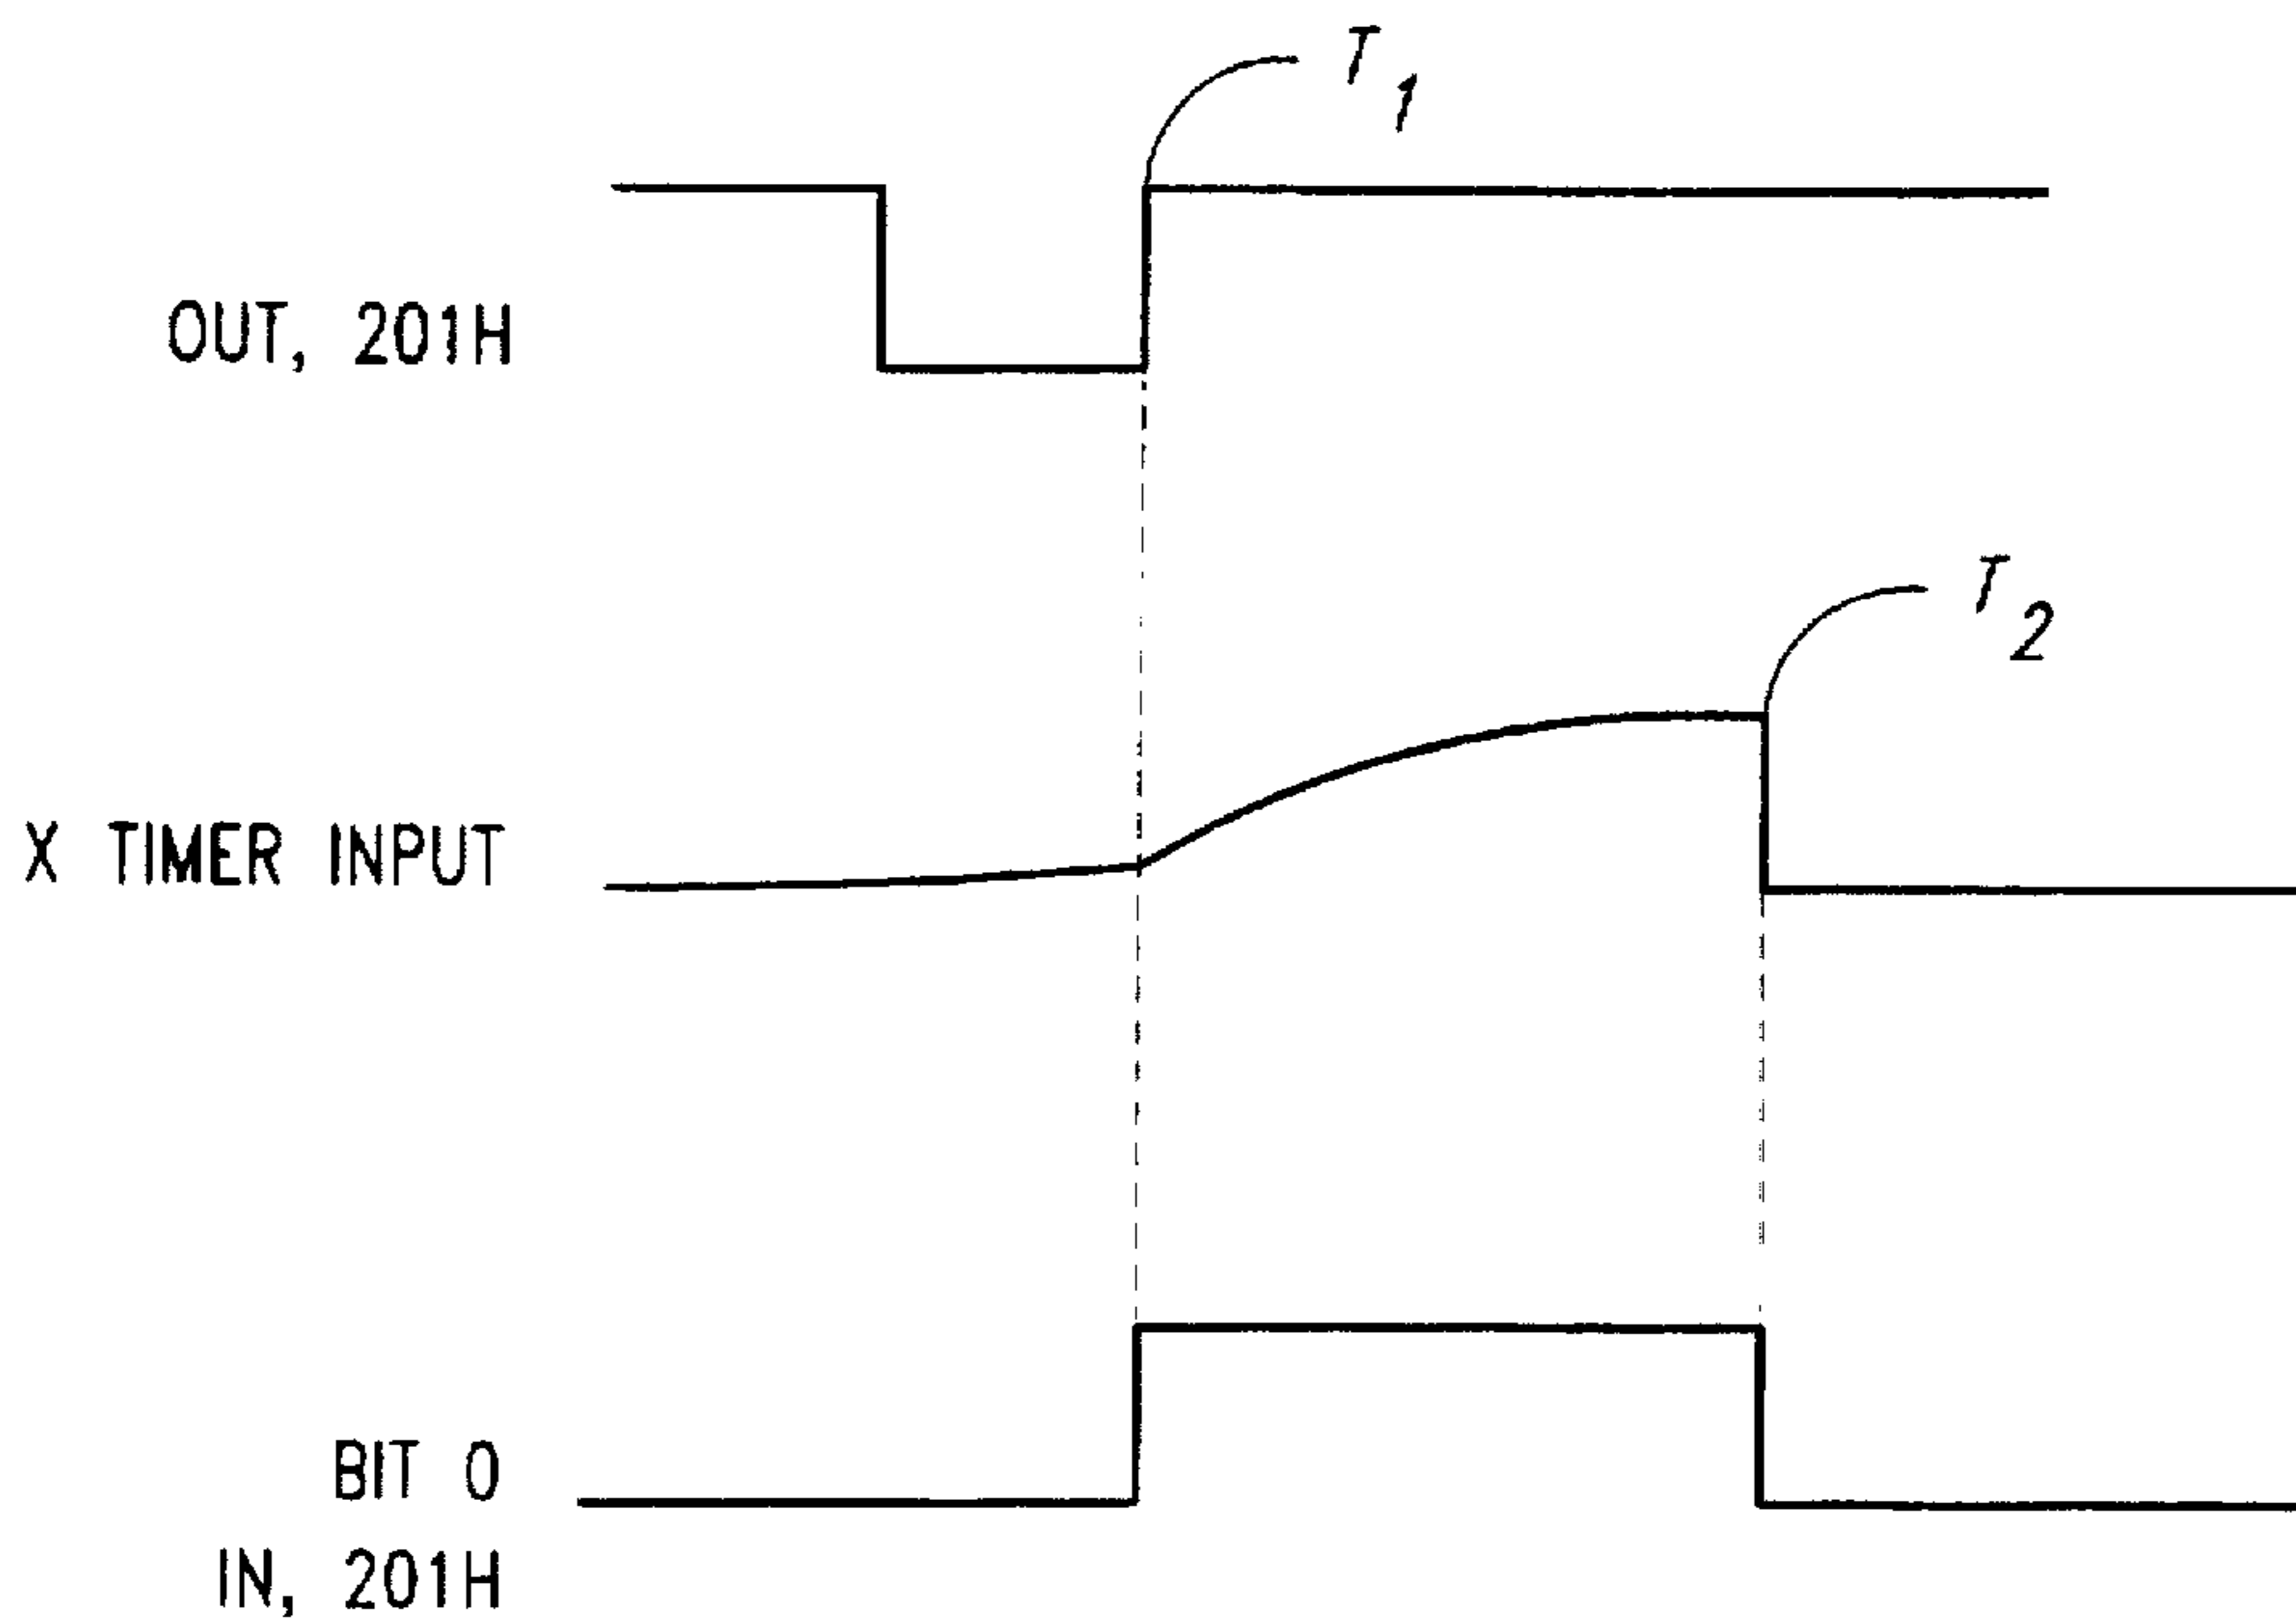 T1
OUT, 201H
T2
X TIMER INPUT
BIT 0
IN, 201H